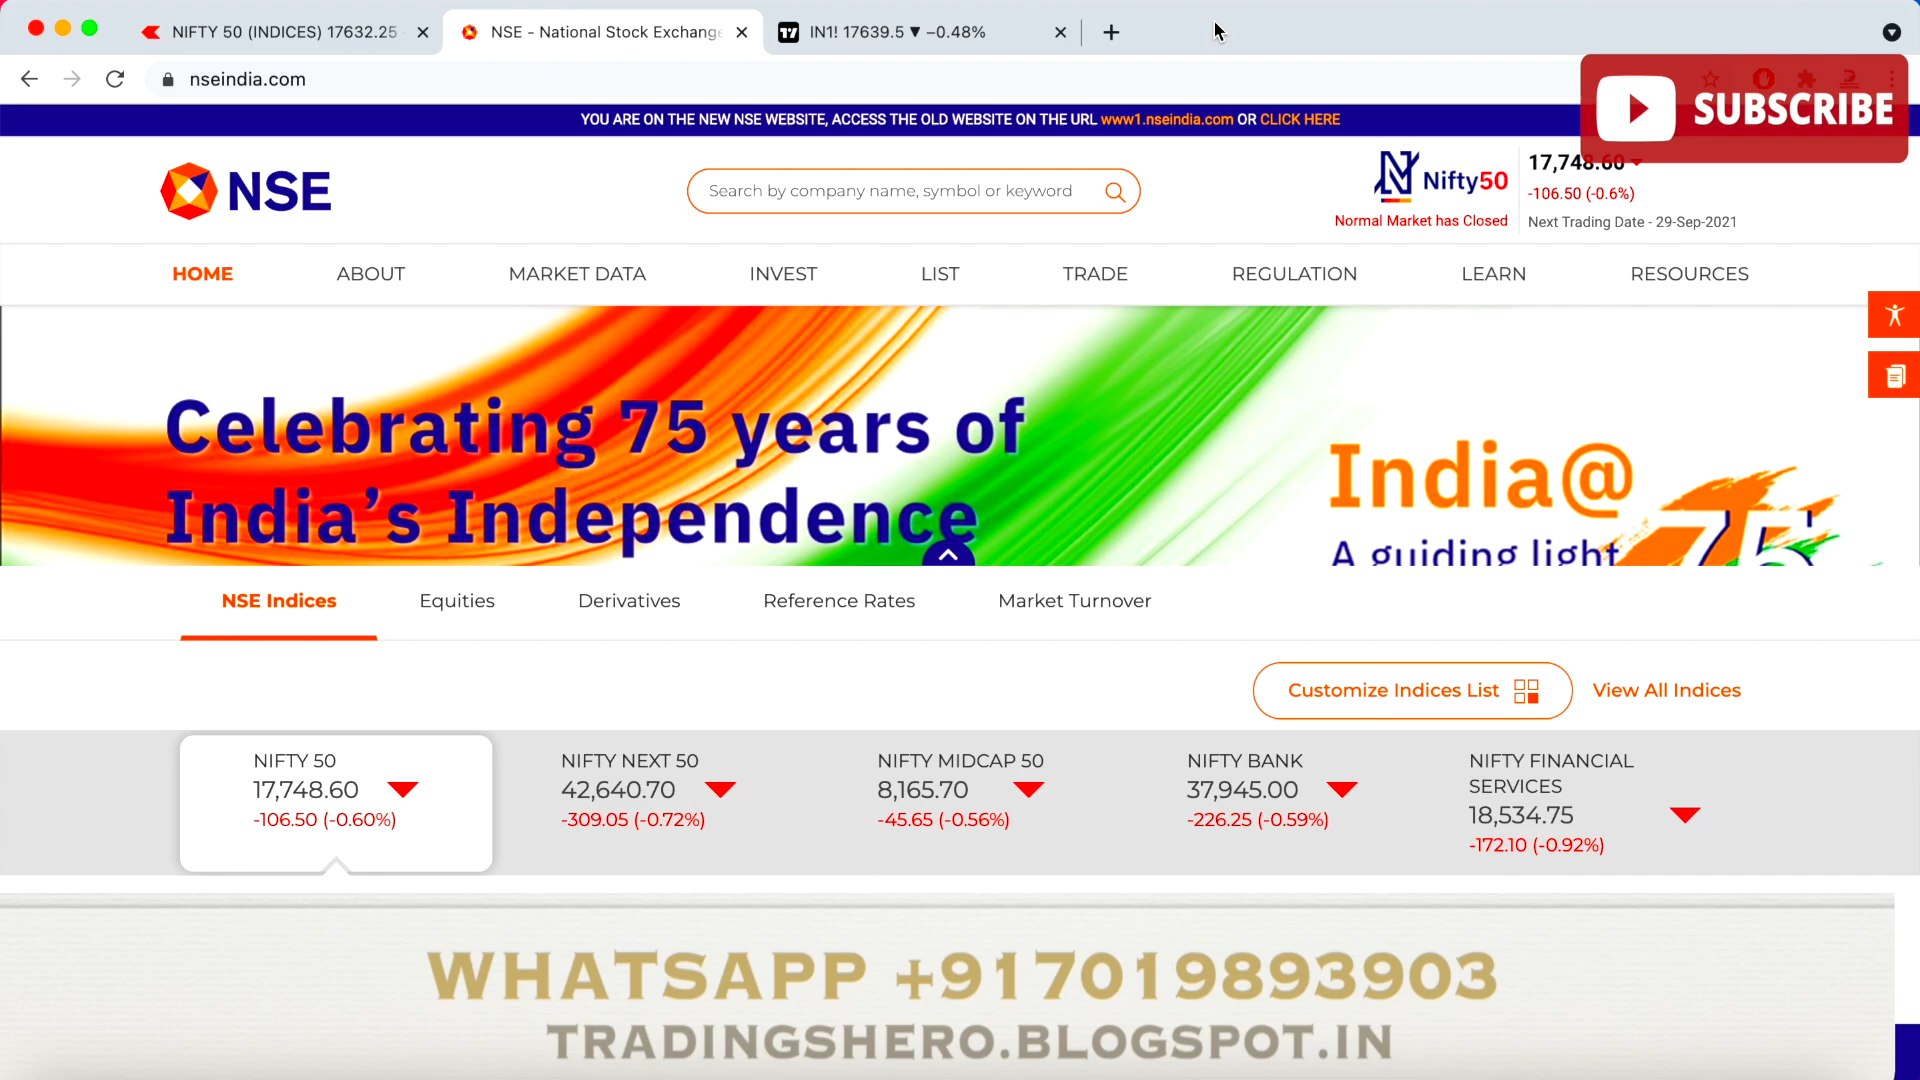 NIFTY 50 (INDICES) 17632.25
NSE - National Stock Exchange
IN1! 17639.5 ▼ −0.48%
nseindia.com
SUBSCRIBE
YOU ARE ON THE NEW NSE WEBSITE, ACCESS THE OLD WEBSITE ON THE URL www1.nseindia.com OR CLICK HERE
NSE
Search by company name, symbol or keyword
Nifty50
Normal Market has Closed
17,748.60
-106.50 (-0.6%)
Next Trading Date - 29-Sep-2021
HOME ABOUT MARKET DATA INVEST LIST TRADE REGULATION LEARN RESOURCES
Celebrating 75 years of
India's Independence
India@
75
A guiding light
NSE Indices Equities Derivatives Reference Rates Market Turnover
Customize Indices List View All Indices
NIFTY 50
17,748.60
-106.50 (-0.60%)
NIFTY NEXT 50
42,640.70
-309.05 (-0.72%)
NIFTY MIDCAP 50
8,165.70
-45.65 (-0.56%)
NIFTY BANK
37,945.00
-226.25 (-0.59%)
NIFTY FINANCIAL
SERVICES
18,534.75
-172.10 (-0.92%)
WHATSAPP +917019893903
TRADINGSHERO.BLOGSPOT.IN